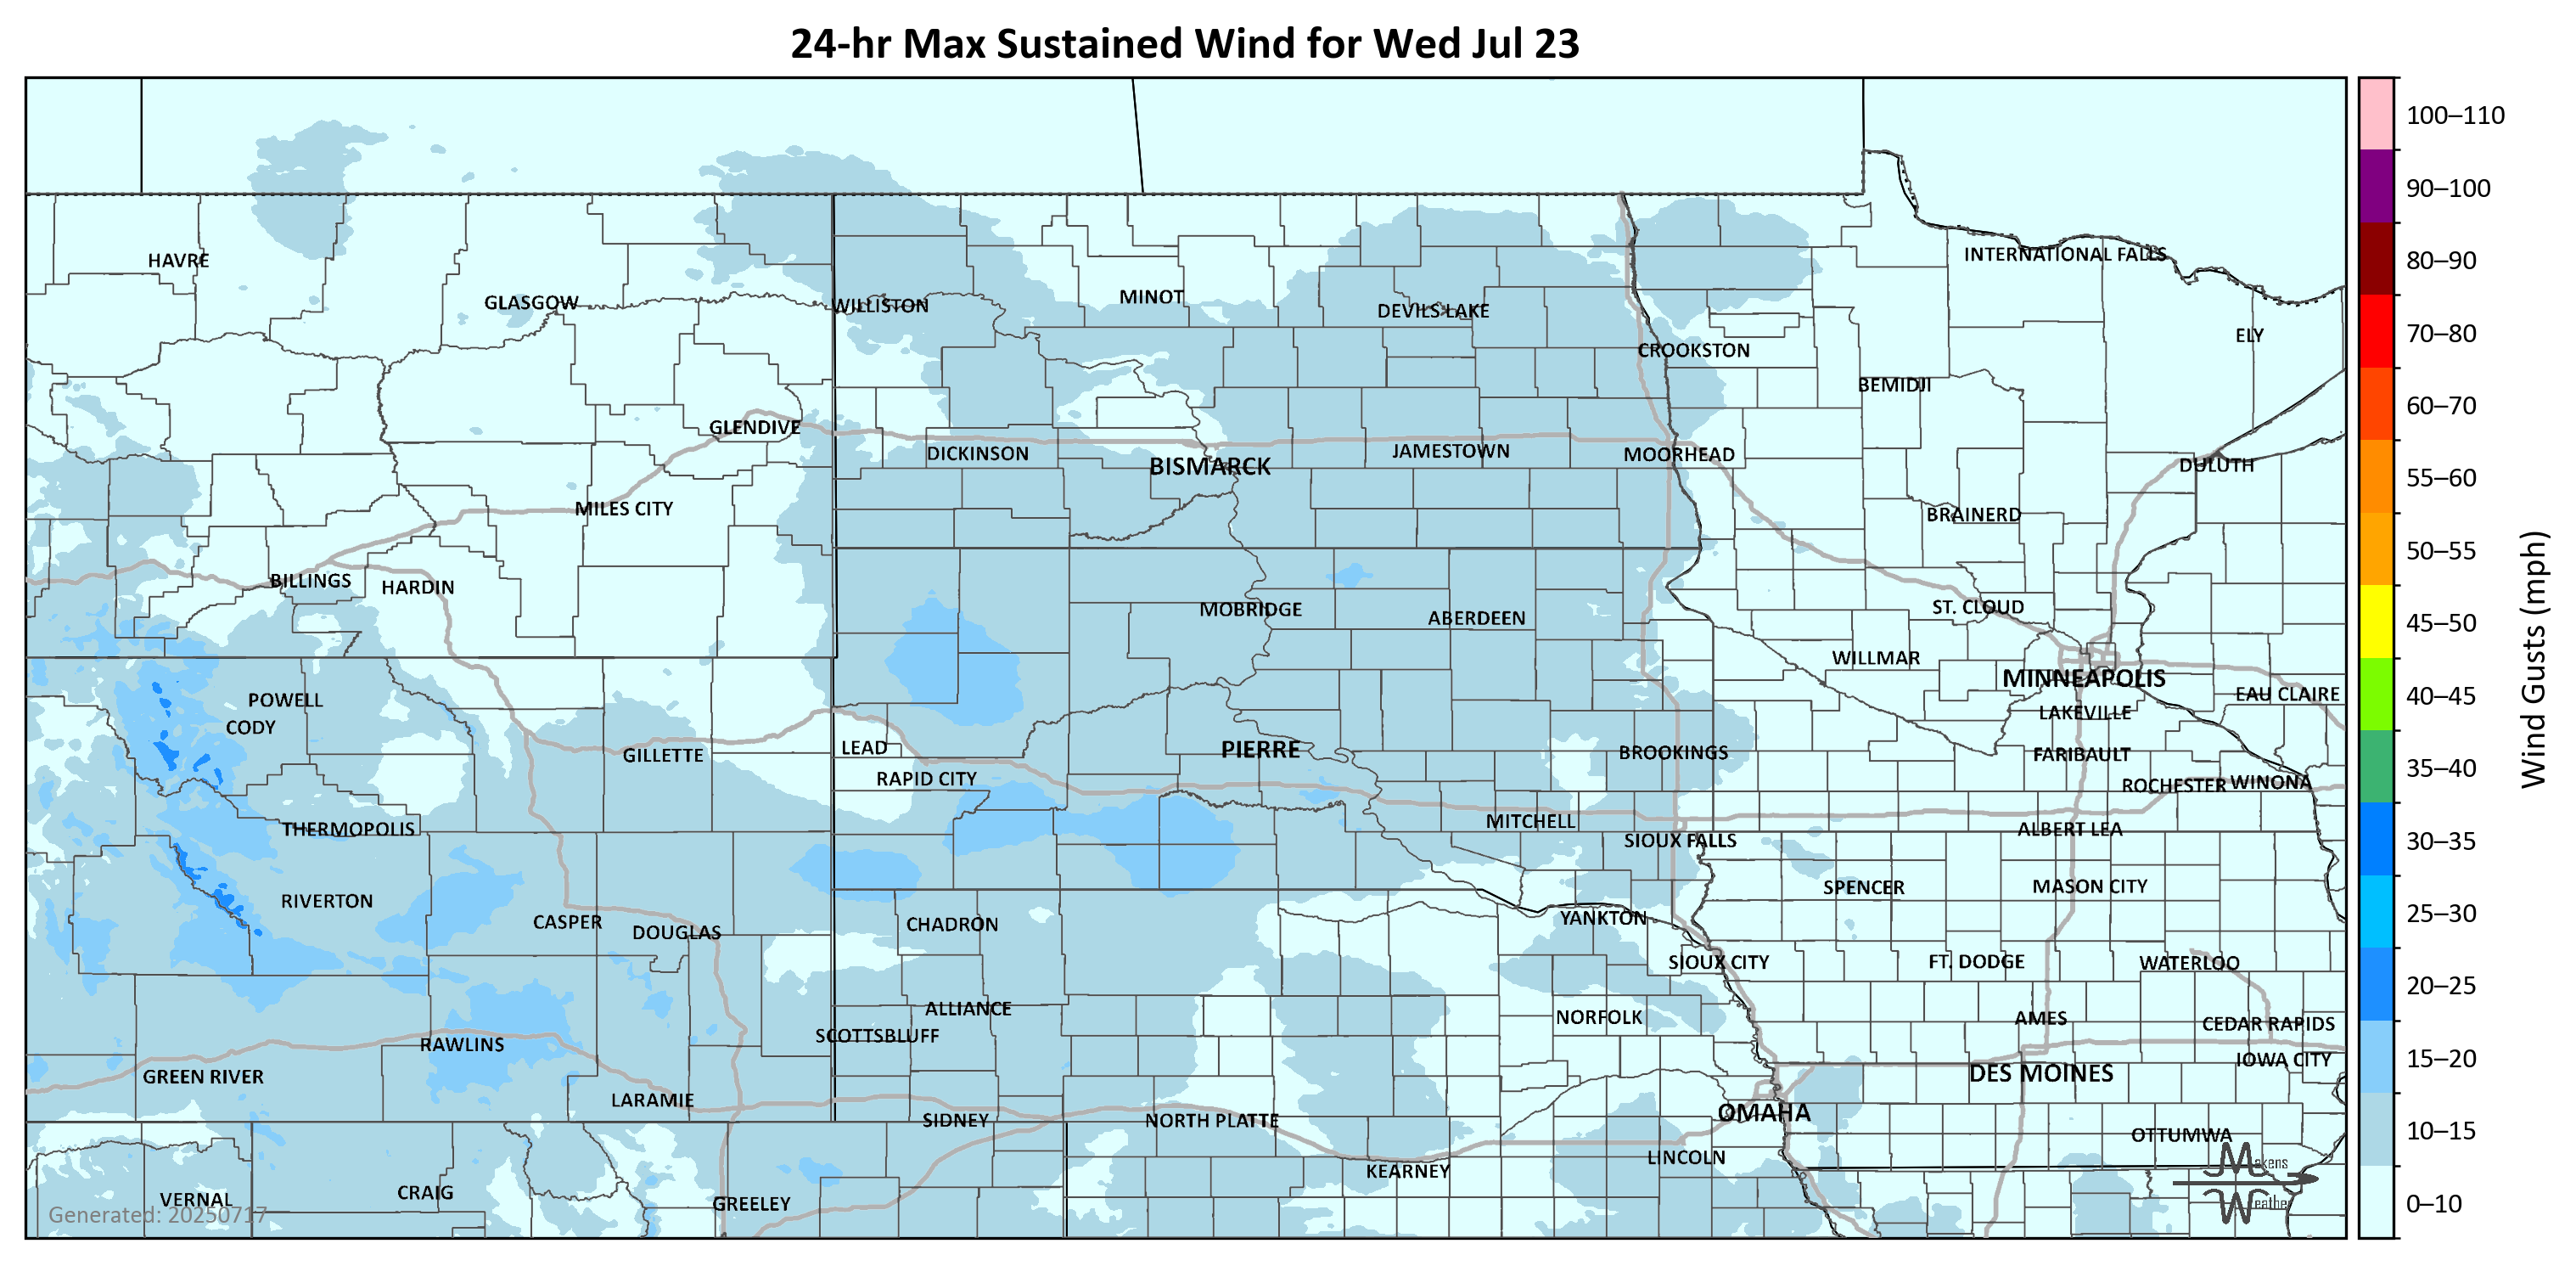 24-hr Max Sustained Wind for Wed Jul 23
100–110
90–100
80–90
70–80
60–70
55–60
50–55
45–50
40–45
35–40
30–35
25–30
20–25
15–20
10–15
0–10
Wind Gusts (mph)
HAVRE
GLASGOW
WILLISTON
MINOT
DEVILS LAKE
INTERNATIONAL FALLS
ELY
CROOKSTON
BEMIDJI
GLENDIVE
DICKINSON
BISMARCK
JAMESTOWN
MOORHEAD
DULUTH
MILES CITY
BRAINERD
BILLINGS
HARDIN
MOBRIDGE
ABERDEEN
ST. CLOUD
WILLMAR
MINNEAPOLIS
EAU CLAIRE
POWELL
CODY
LAKEVILLE
GILLETTE
LEAD
PIERRE
BROOKINGS
FARIBAULT
RAPID CITY
ROCHESTER
WINONA
THERMOPOLIS
MITCHELL
SIOUX FALLS
ALBERT LEA
RIVERTON
SPENCER
MASON CITY
CASPER
DOUGLAS
CHADRON
YANKTON
SIOUX CITY
FT. DODGE
WATERLOO
ALLIANCE
NORFOLK
AMES
CEDAR RAPIDS
SCOTTSBLUFF
RAWLINS
IOWA CITY
GREEN RIVER
DES MOINES
LARAMIE
SIDNEY
NORTH PLATTE
OMAHA
OTTUMWA
KEARNEY
LINCOLN
VERNAL
CRAIG
GREELEY
Generated: 20250717
Makens
Weather